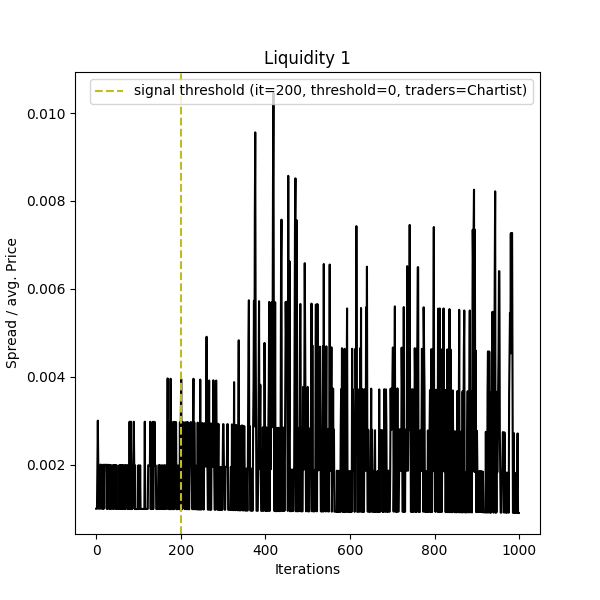 Liquidity 1
signal threshold (it=200, threshold=0, traders=Chartist)
0.010
0.008
0.006
0.004
0.002
Spread / avg. Price
0 200 400 600 800 1000
Iterations